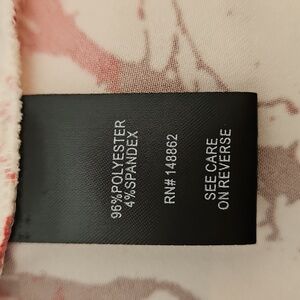 96%POLYESTER
4%SPANDEX
RN# 148862
SEE CARE
ON REVERSE